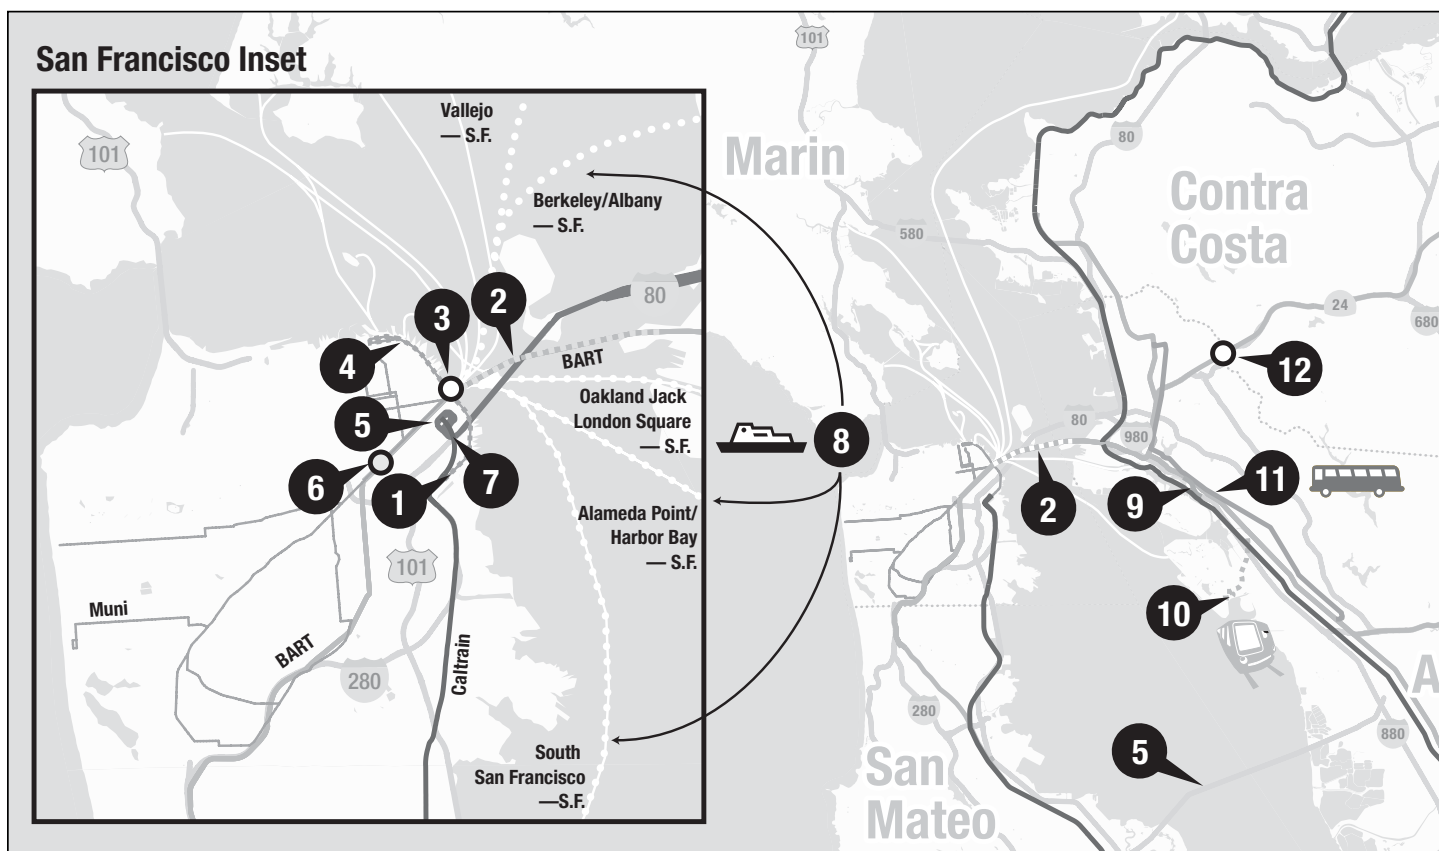 San Francisco Inset
101
Vallejo
— S.F.
Berkeley/Albany
— S.F.
80
3
2
4
BART
5
Oakland Jack
London Square
— S.F.
6
1
7
Alameda Point/
Harbor Bay
— S.F.
101
Muni
BART
280
Caltrain
South
San Francisco
—S.F.
8
101
Marin
80
Contra
Costa
580
24
680
12
80
980
2
9
11
10
280
5
880
San
Mateo
A